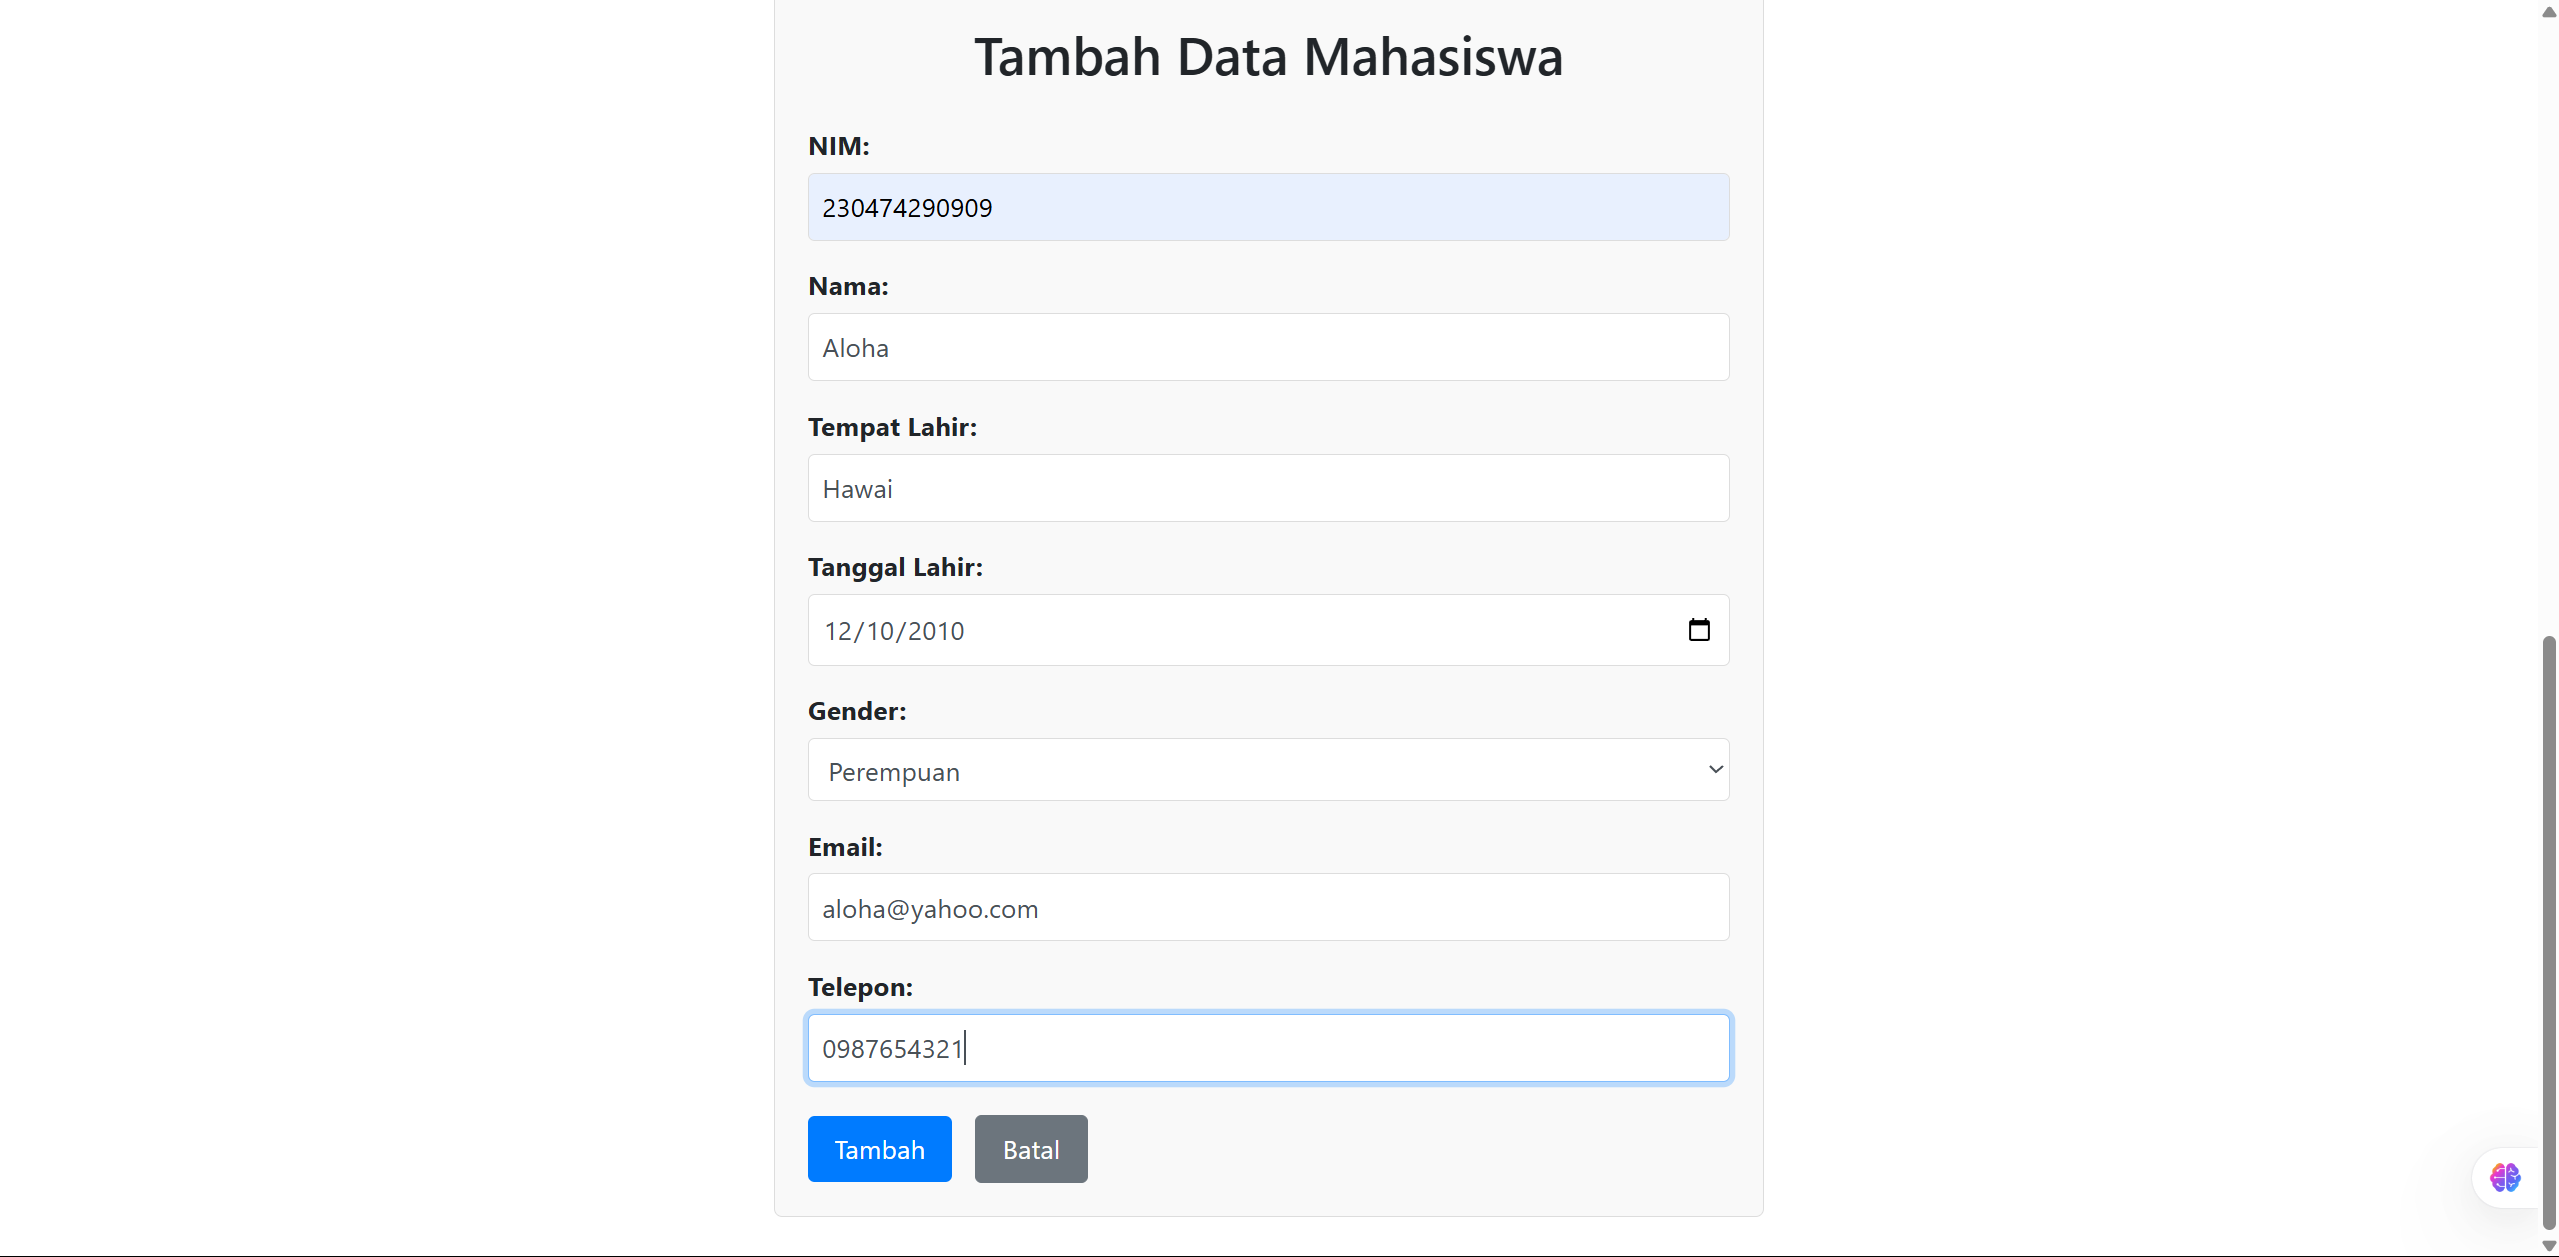 Tambah Data Mahasiswa
NIM:
230474290909
Nama:
Aloha
Tempat Lahir:
Hawai
Tanggal Lahir:
12/10/2010
Gender:
Perempuan
Email:
aloha@yahoo.com
Telepon:
0987654321
Tambah Batal